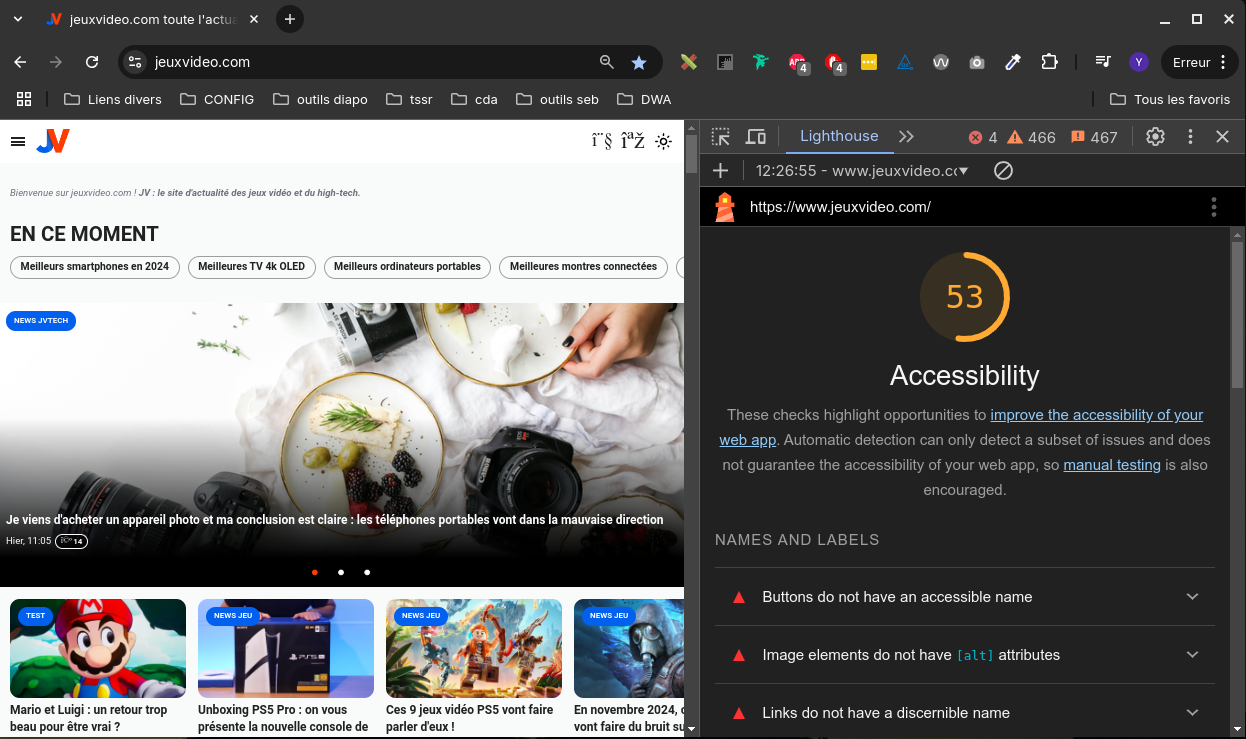 jeuxvideo.com toute l'actua
jeuxvideo.com
4
4
Y
Erreur
Liens divers
CONFIG
outils diapo
tssr
cda
outils seb
DWA
Tous les favoris
JV
î¨§ îªž
Bienvenue sur jeuxvideo.com ! JV : le site d'actualité des jeux vidéo et du high-tech.
EN CE MOMENT
Meilleurs smartphones en 2024
Meilleures TV 4k OLED
Meilleurs ordinateurs portables
Meilleures montres connectées
NEWS JVTECH
Je viens d'acheter un appareil photo et ma conclusion est claire : les téléphones portables vont dans la mauvaise direction
Hier, 11:05 14
TEST
Mario et Luigi : un retour trop
beau pour être vrai ?
NEWS JEU
Unboxing PS5 Pro : on vous
présente la nouvelle console de
NEWS JEU
Ces 9 jeux vidéo PS5 vont faire
parler d'eux !
NEWS JEU
En novembre 2024,
vont faire du bruit
Lighthouse
4
466
467
12:26:55 - www.jeuxvideo.co
https://www.jeuxvideo.com/
53
Accessibility
These checks highlight opportunities to improve the accessibility of your
web app. Automatic detection can only detect a subset of issues and does
not guarantee the accessibility of your web app, so manual testing is also
encouraged.
NAMES AND LABELS
Buttons do not have an accessible name
Image elements do not have [alt] attributes
Links do not have a discernible name